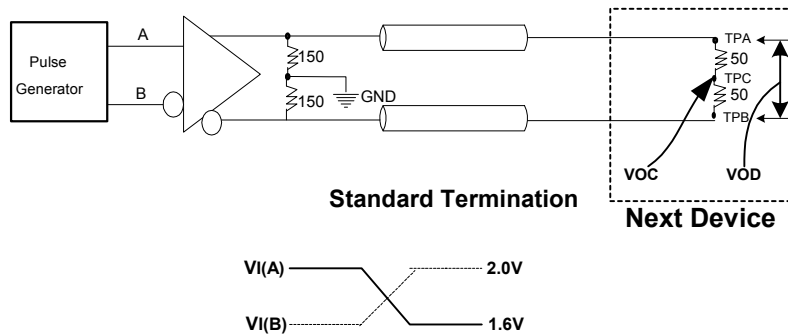 A
Pulse
Generator
B
150
150
GND
TPA
50
TPC
50
TPB
VOC
VOD
Standard Termination
Next Device
VI(A)
2.0V
VI(B)
1.6V